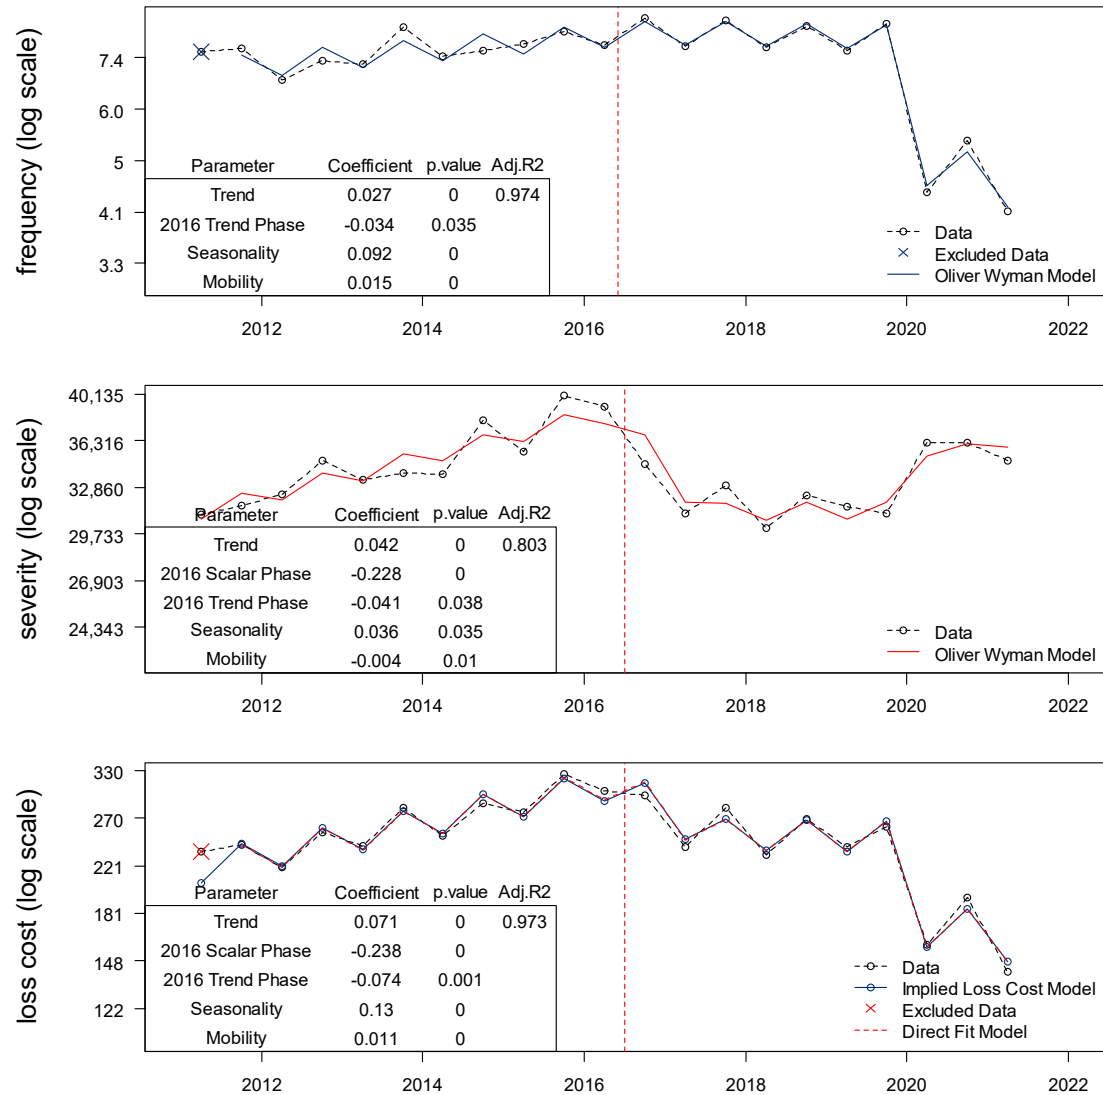 frequency (log scale)
7.4
6.0
5
4.1
3.3
Parameter Coefficient p.value Adj.R2
Trend 0.027 0 0.974
2016 Trend Phase -0.034 0.035
Seasonality 0.092 0
Mobility 0.015 0
Data
Excluded Data
Oliver Wyman Model
2012 2014 2016 2018 2020 2022
severity (log scale)
40,135
36,316
32,860
29,733
26,903
24,343
Parameter Coefficient p.value Adj.R2
Trend 0.042 0 0.803
2016 Scalar Phase -0.228 0
2016 Trend Phase -0.041 0.038
Seasonality 0.036 0.035
Mobility -0.004 0.01
Data
Oliver Wyman Model
2012 2014 2016 2018 2020 2022
loss cost (log scale)
330
270
221
181
148
122
Parameter Coefficient p.value Adj.R2
Trend 0.071 0 0.973
2016 Scalar Phase -0.238 0
2016 Trend Phase -0.074 0.001
Seasonality 0.13 0
Mobility 0.011 0
Data
Implied Loss Cost Model
Excluded Data
Direct Fit Model
2012 2014 2016 2018 2020 2022